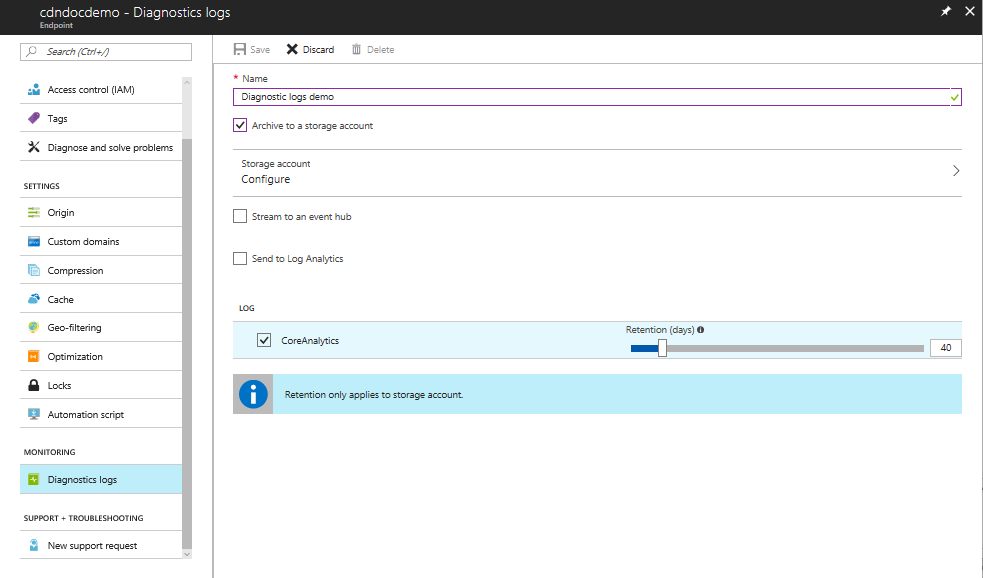 cdndocdemo - Diagnostics logs
Endpoint
Search (Ctrl+/)
Access control (IAM)
Tags
Diagnose and solve problems
SETTINGS
Origin
Custom domains
Compression
Cache
Geo-filtering
Optimization
Locks
Automation script
MONITORING
Diagnostics logs
SUPPORT + TROUBLESHOOTING
New support request
Save Discard Delete
* Name
Diagnostic logs demo
Archive to a storage account
Storage account
Configure
Stream to an event hub
Send to Log Analytics
LOG
CoreAnalytics
Retention (days)
40
Retention only applies to storage account.